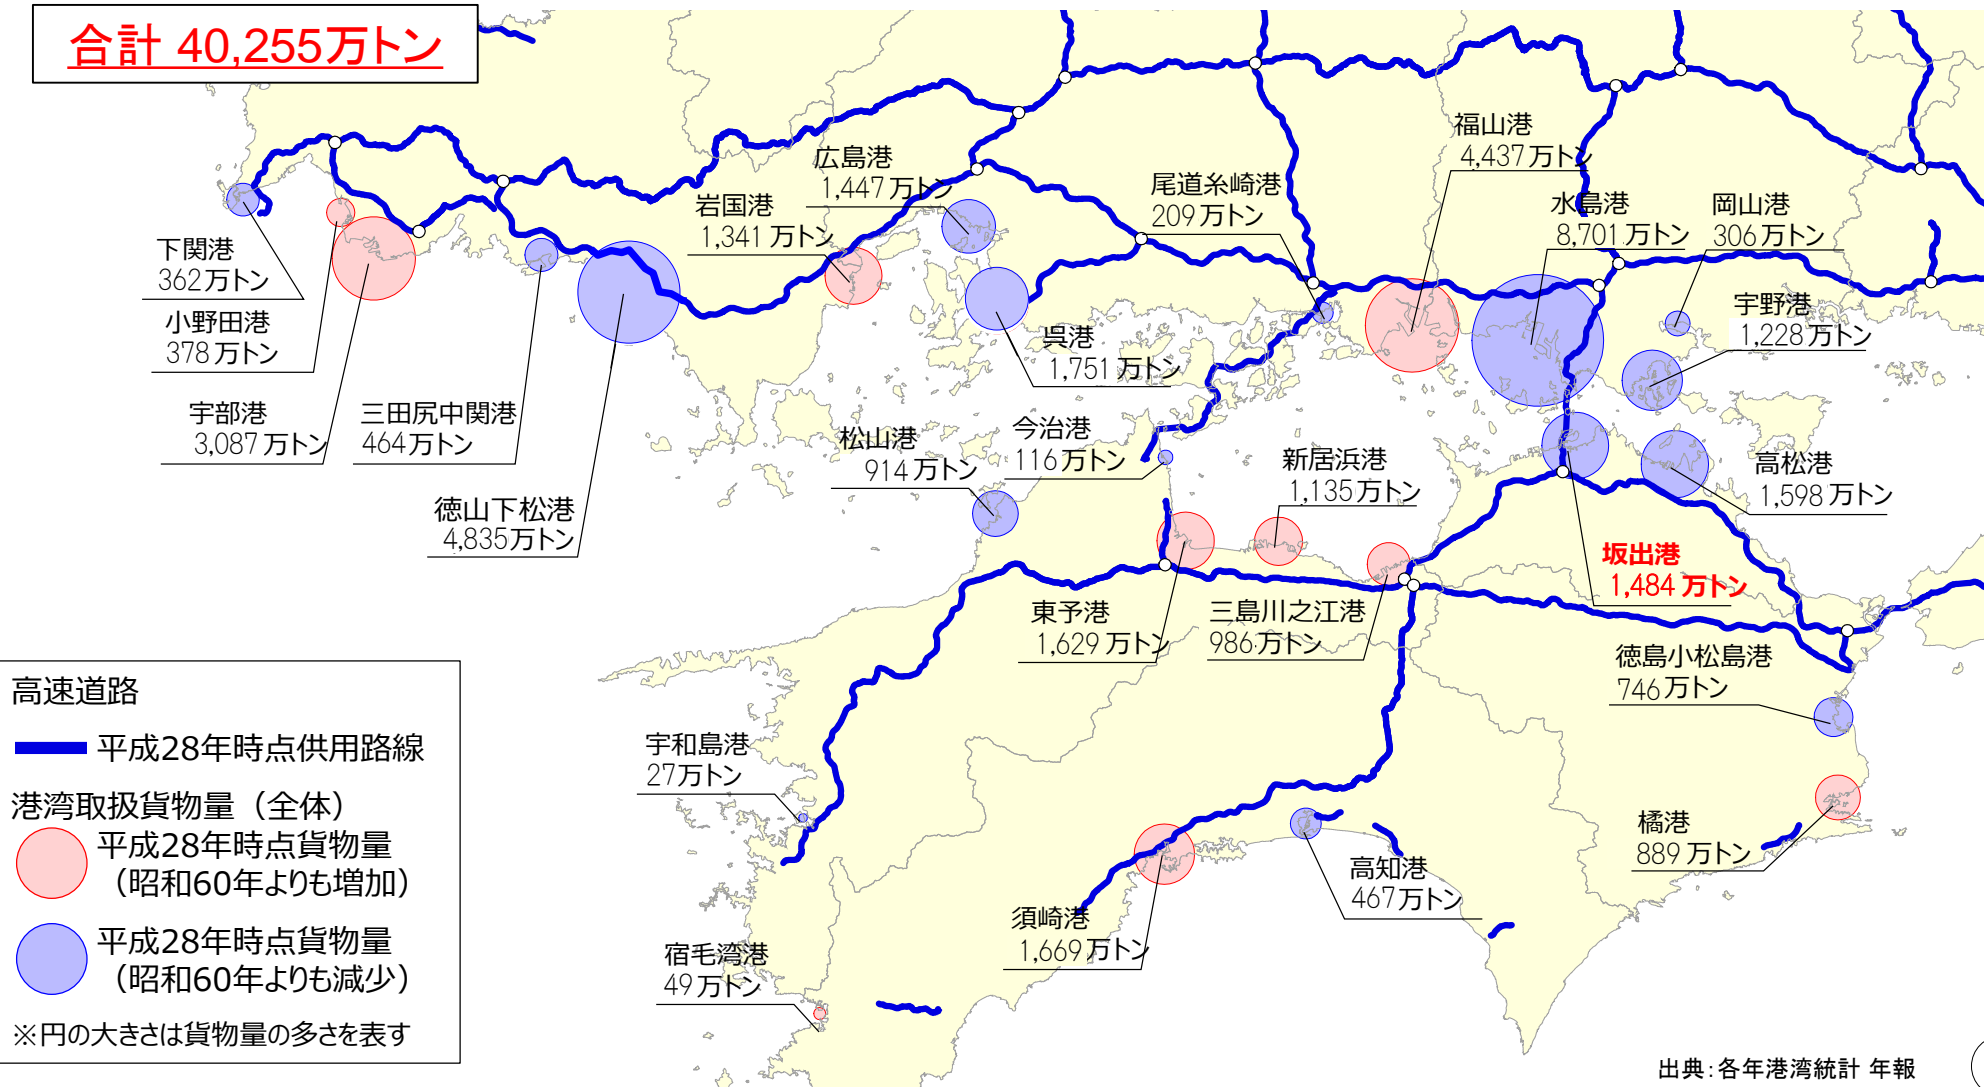 合計 40,255万トン
福山港
4,437万トン
広島港
1,447万トン
尾道糸崎港
209万トン
岩国港
1,341万トン
水島港
8,701万トン
岡山港
306万トン
下関港
362万トン
小野田港
378万トン
宇野港
1,228万トン
呉港
1,751万トン
宇部港
3,087万トン
三田尻中関港
464万トン
松山港
914万トン
今治港
116万トン
新居浜港
1,135万トン
高松港
1,598万トン
徳山下松港
4,835万トン
坂出港
1,484万トン
東予港
1,629万トン
三島川之江港
986万トン
徳島小松島港
746万トン
宇和島港
27万トン
橘港
889万トン
高知港
467万トン
須崎港
1,669万トン
宿毛湾港
49万トン
高速道路
平成28年時点供用路線
港湾取扱貨物量（全体）
平成28年時点貨物量
（昭和60年よりも増加）
平成28年時点貨物量
（昭和60年よりも減少）
※円の大きさは貨物量の多さを表す
出典：各年港湾統計 年報